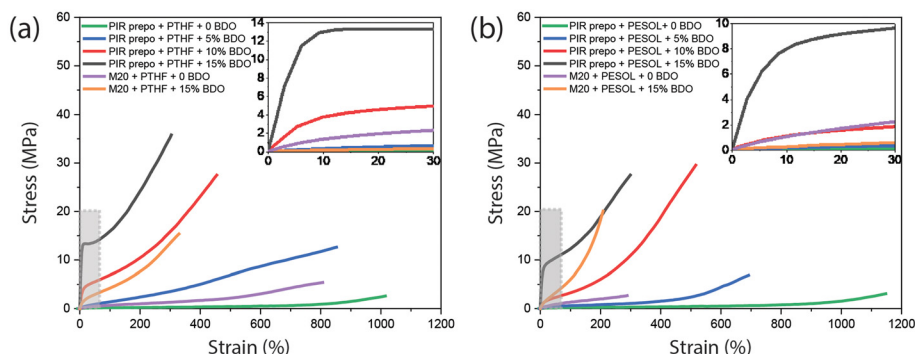 (a)
60
50
40
30
20
10
0
Stress (MPa)
PIR prepo + PTHF + 0 BDO
PIR prepo + PTHF + 5% BDO
PIR prepo + PTHF + 10% BDO
PIR prepo + PTHF + 15% BDO
M20 + PTHF + 0 BDO
M20 + PTHF + 15% BDO
14
12
10
8
6
4
2
0
0 10 20 30
0 200 400 600 800 1000 1200
Strain (%)
(b)
60
50
40
30
20
10
0
Stress (MPa)
PIR prepo + PESOL+ 0 BDO
PIR prepo + PESOL + 5% BDO
PIR prepo + PESOL + 10% BDO
PIR prepo + PESOL + 15% BDO
M20 + PESOL + 0 BDO
M20 + PESOL + 15% BDO
10
8
6
4
2
0
0 10 20 30
0 200 400 600 800 1000 1200
Strain (%)